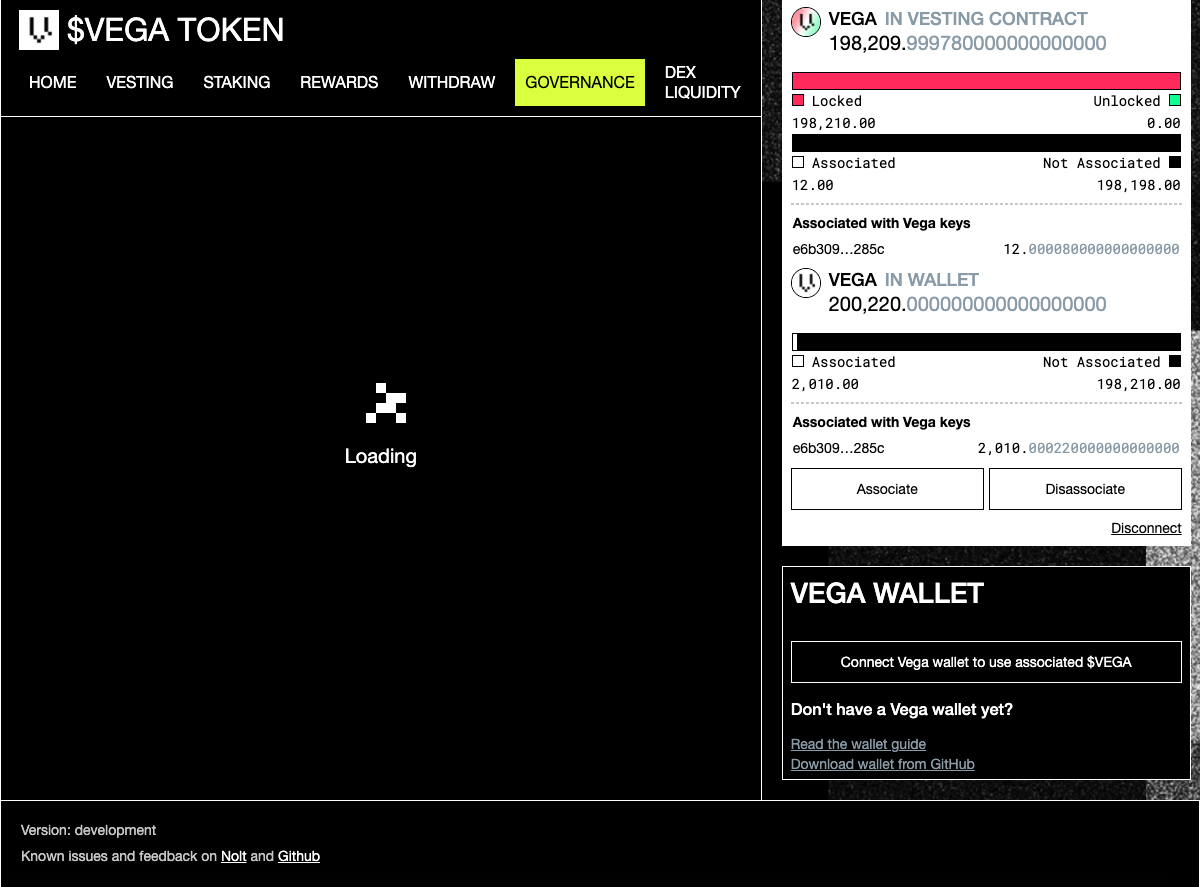 $VEGA TOKEN
HOME VESTING STAKING REWARDS WITHDRAW GOVERNANCE DEX LIQUIDITY
Loading
VEGA IN VESTING CONTRACT
198,209.999780000000000000
Locked Unlocked
198,210.00 0.00
Associated Not Associated
12.00 198,198.00
Associated with Vega keys
e6b309…285c 12.000080000000000000
VEGA IN WALLET
200,220.000000000000000000
Associated Not Associated
2,010.00 198,210.00
Associated with Vega keys
e6b309…285c 2,010.000220000000000000
Associate Disassociate
Disconnect
VEGA WALLET
Connect Vega wallet to use associated $VEGA
Don't have a Vega wallet yet?
Read the wallet guide
Download wallet from GitHub
Version: development
Known issues and feedback on Nolt and Github